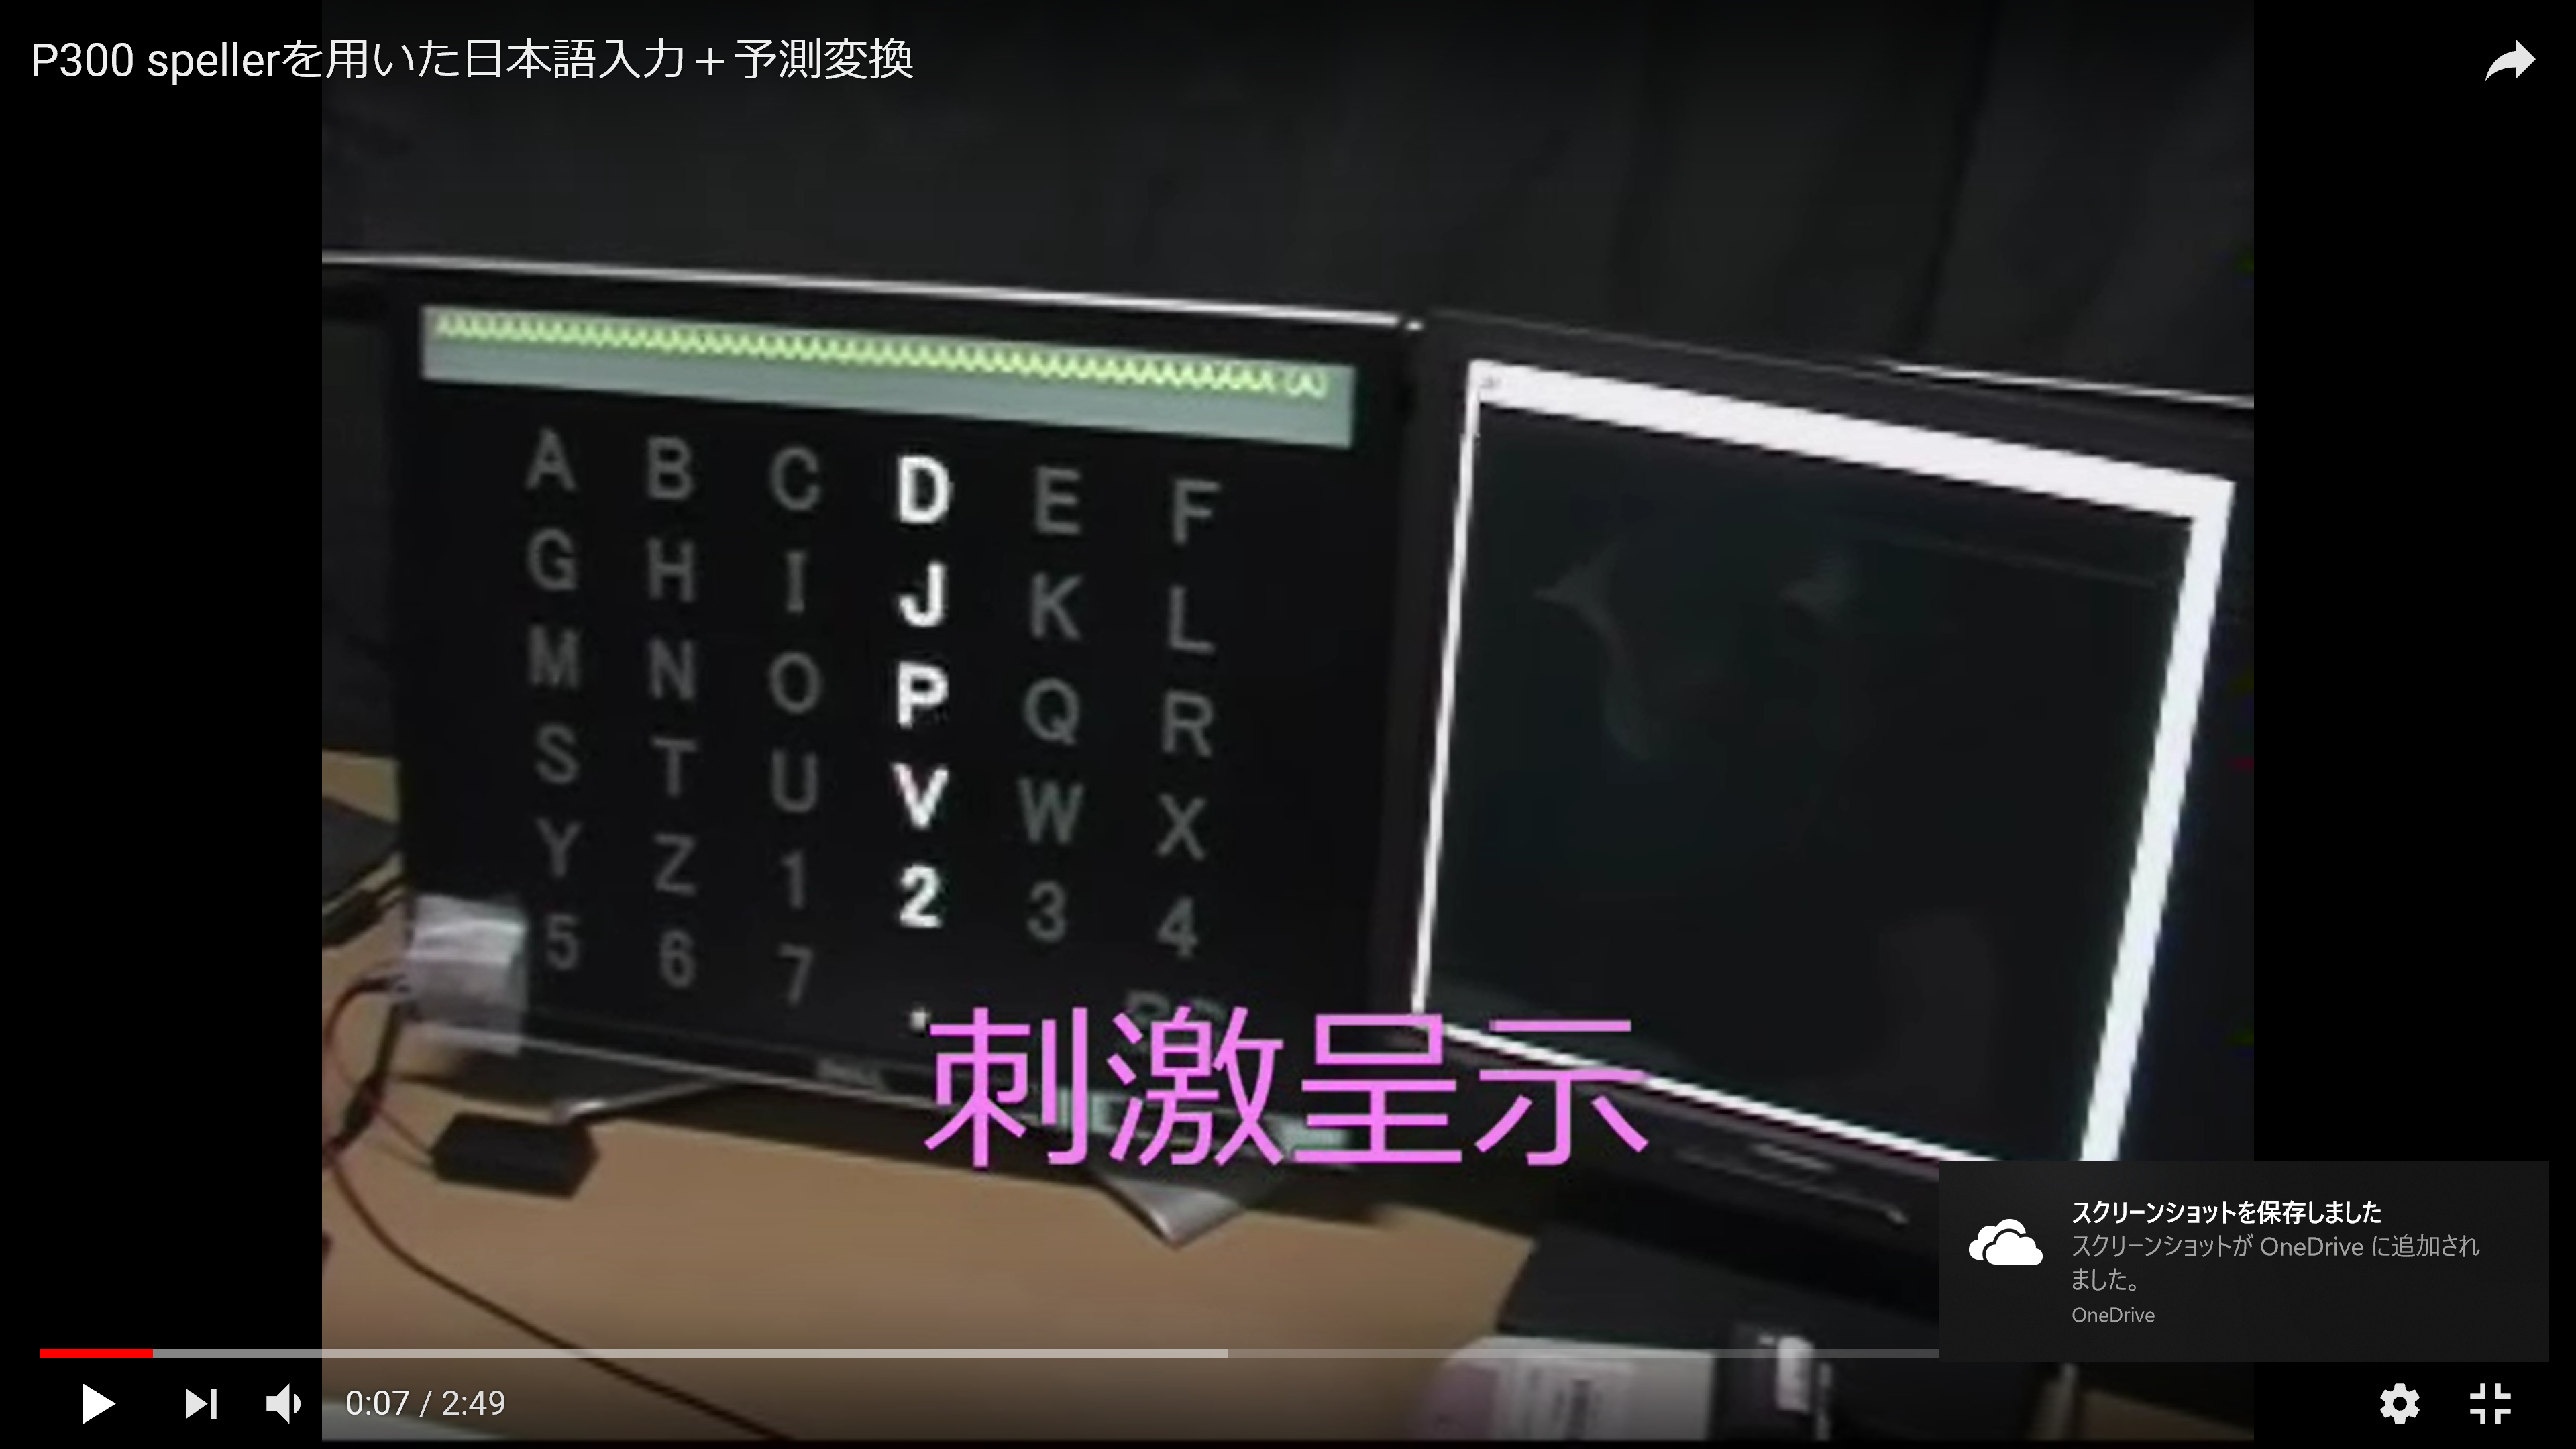 P300 spellerを用いた日本語入力＋予測変換
A B C D E F
G H I J K L
M N O P Q R
S T U V W X
Y Z 1 2 3 4
5 6 7
刺激呈示
スクリーンショットを保存しました
スクリーンショットが OneDrive に追加され
ました。
OneDrive
0:07 / 2:49